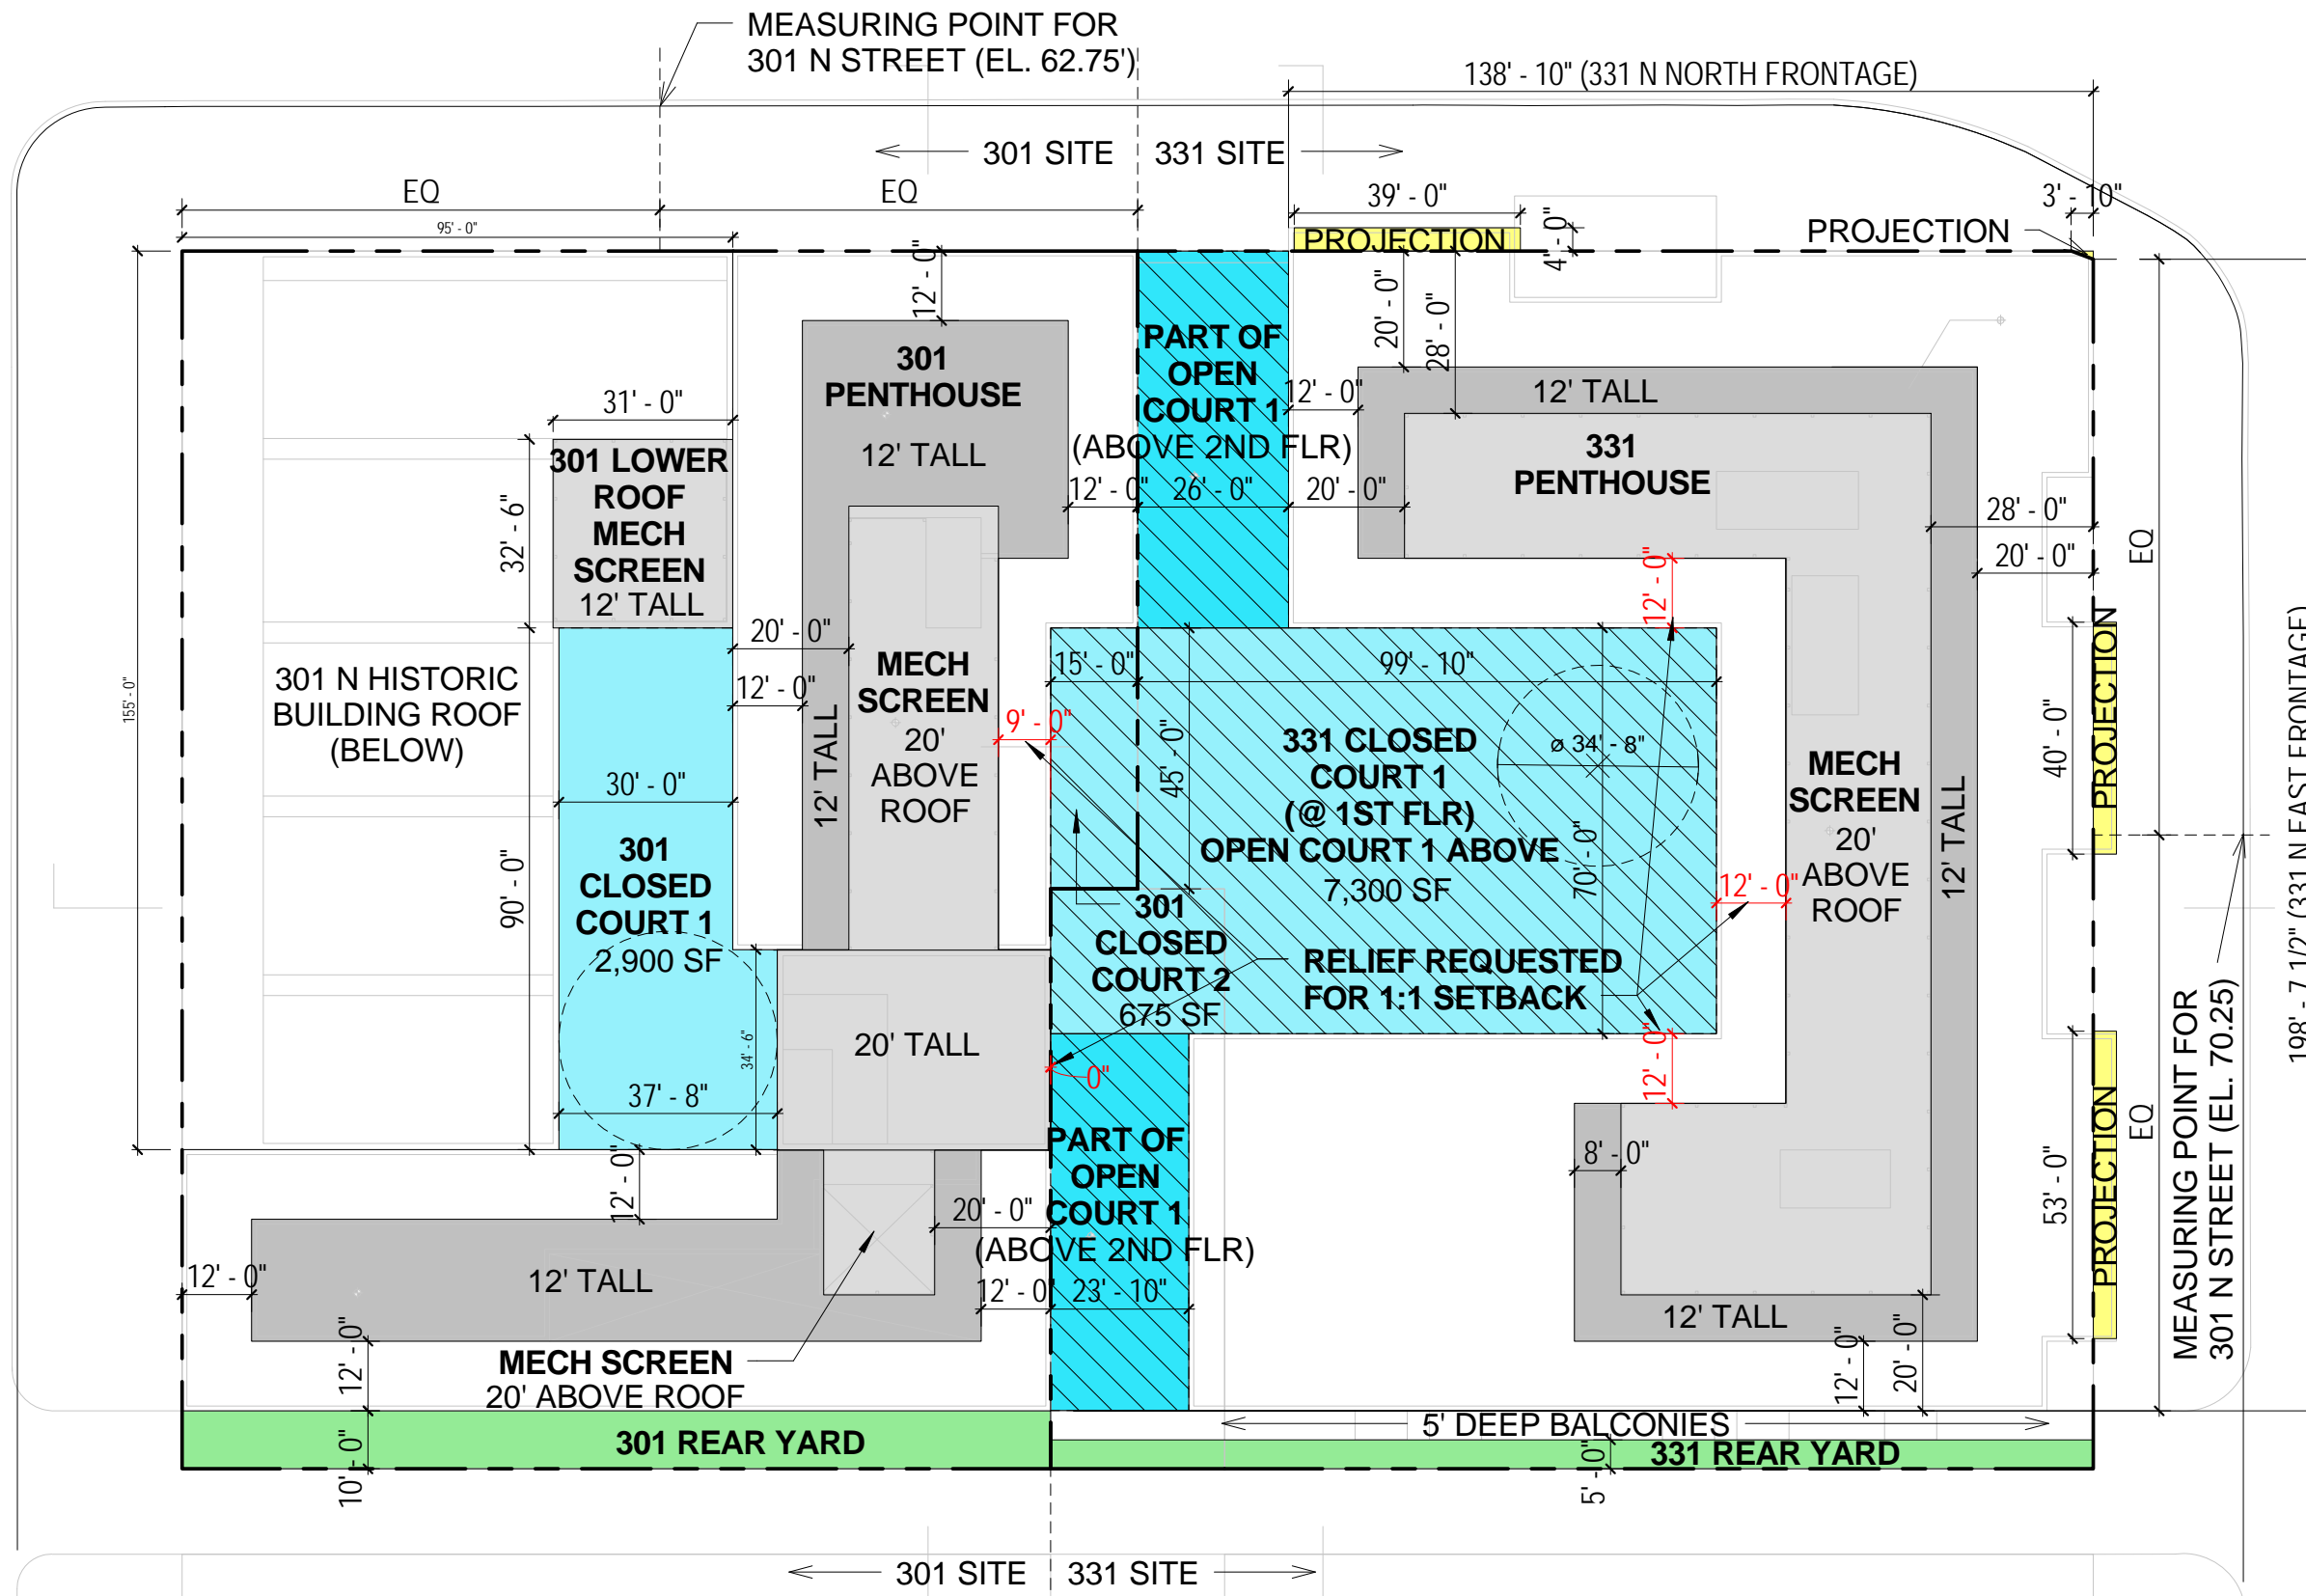 MEASURING POINT FOR
301 N STREET (EL. 62.75')
138' - 10" (331 N NORTH FRONTAGE)
301 SITE
331 SITE
EQ
EQ
95' - 0"
39' - 0"
3' - 10"
PROJECTION
PROJECTION
4' - 0"
12' - 0"
20' - 0"
28' - 0"
301
PENTHOUSE
12' TALL
PART OF
OPEN
COURT 1
(ABOVE 2ND FLR)
12' - 0"
12' TALL
331
PENTHOUSE
31' - 0"
301 LOWER
ROOF
MECH
SCREEN
12' TALL
32' - 6"
12' - 0"
26' - 0"
20' - 0"
28' - 0"
20' - 0"
EQ
12' - 0"
155' - 0"
301 N HISTORIC
BUILDING ROOF
(BELOW)
20' - 0"
12' - 0"
12' TALL
MECH
SCREEN
20'
ABOVE
ROOF
15' - 0"
99' - 10"
9' - 0"
45' - 0"
331 CLOSED
COURT 1
(@ 1ST FLR)
OPEN COURT 1 ABOVE
7,300 SF
ø 34' - 8"
70' - 0"
12' - 0"
MECH
SCREEN
20'
ABOVE
ROOF
12' TALL
40' - 0"
PROJECTION
198' - 7 1/2" (331 N EAST FRONTAGE)
30' - 0"
90' - 0"
301
CLOSED
COURT 1
2,900 SF
301
CLOSED
COURT 2
675 SF
RELIEF REQUESTED
FOR 1:1 SETBACK
34' - 6"
37' - 8"
20' TALL
0"
12' - 0"
MEASURING POINT FOR
301 N STREET (EL. 70.25)
EQ
53' - 0"
PROJECTION
8' - 0"
PART OF
OPEN
COURT 1
(ABOVE 2ND FLR)
12' - 0"
20' - 0"
12' - 0"
12' TALL
12' - 0"
23' - 10"
12' TALL
12' - 0"
20' - 0"
12' - 0"
MECH SCREEN
20' ABOVE ROOF
5' DEEP BALCONIES
10' - 0"
301 REAR YARD
331 REAR YARD
5' - 0"
301 SITE
331 SITE